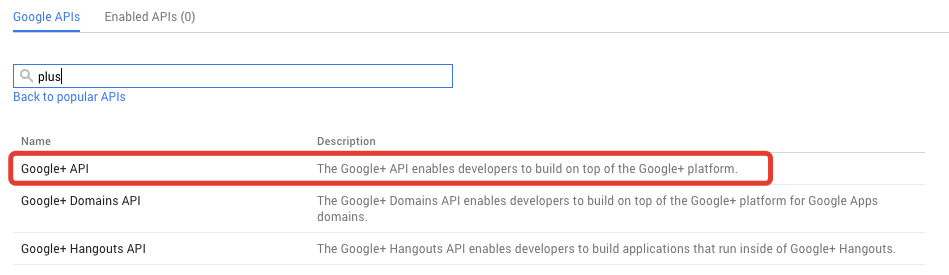 Google APIs Enabled APIs (0)
plus
Back to popular APIs
Name Description
Google+ API The Google+ API enables developers to build on top of the Google+ platform.
Google+ Domains API The Google+ Domains API enables developers to build on top of the Google+ platform for Google Apps
domains.
Google+ Hangouts API The Google+ Hangouts API enables developers to build applications that run inside of Google+ Hangouts.